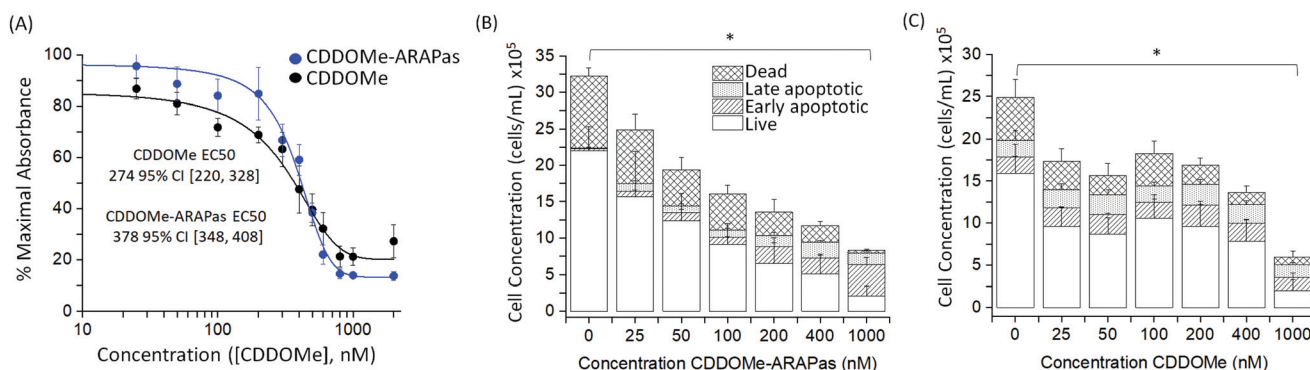 (A)
% Maximal Absorbance
100
80
60
40
20
0
CDDOMe-ARAPas
CDDOMe
CDDOMe EC50
274 95% CI [220, 328]
CDDOMe-ARAPas EC50
378 95% CI [348, 408]
10
100
1000
Concentration ([CDDOMe], nM)
(B)
Cell Concentration (cells/mL) x10⁵
35
30
25
20
15
10
5
0
*
Dead
Late apoptotic
Early apoptotic
Live
0 25 50 100 200 400 1000
Concentration CDDOMe-ARAPas (nM)
(C)
Cell Concentration (cells/mL) x10⁵
30
25
20
15
10
5
0
*
0 25 50 100 200 400 1000
Concentration CDDOMe (nM)